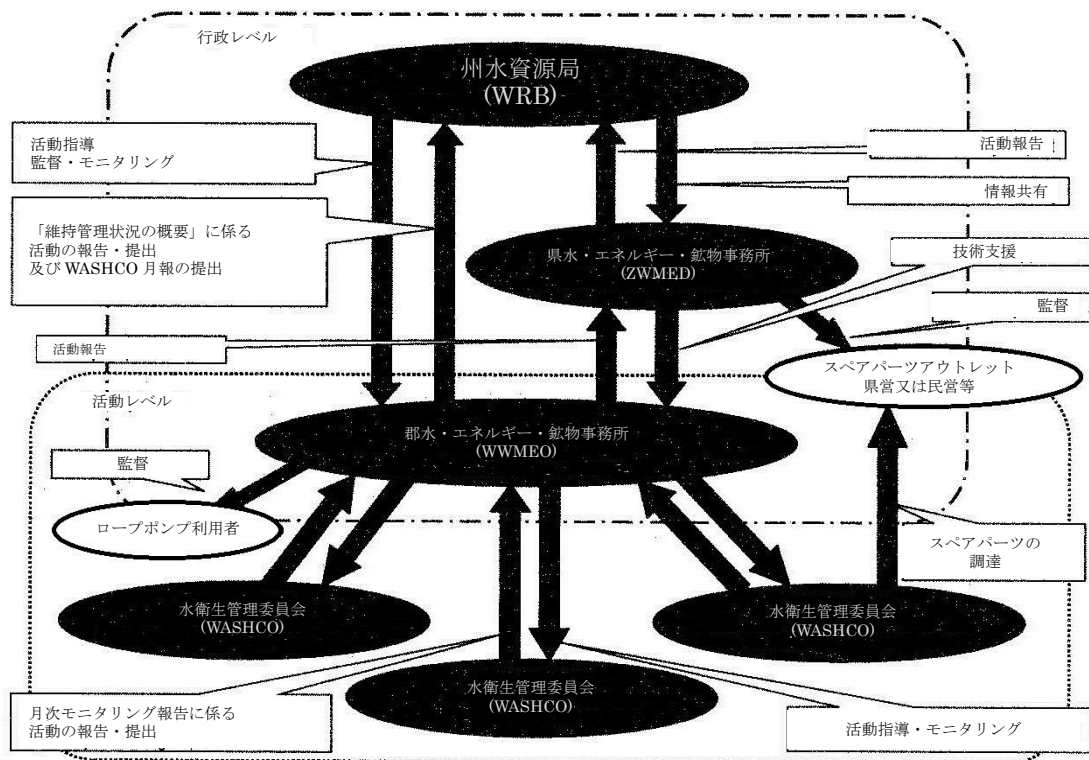 行政レベル
州水資源局
(WRB)
活動指導
監督・モニタリング
活動報告
情報共有
「維持管理状況の概要」に係る
活動の報告・提出
及び WASHCO 月報の提出
県水・エネルギー・鉱物事務所
(ZWMED)
技術支援
監督
活動報告
スペアパーツアウトレット
県営又は民営等
活動レベル
郡水・エネルギー・鉱物事務所
(WWMEO)
監督
ロープポンプ利用者
スペアパーツの
調達
水衛生管理委員会
(WASHCO)
水衛生管理委員会
(WASHCO)
水衛生管理委員会
(WASHCO)
月次モニタリング報告に係る
活動の報告・提出
活動指導・モニタリング